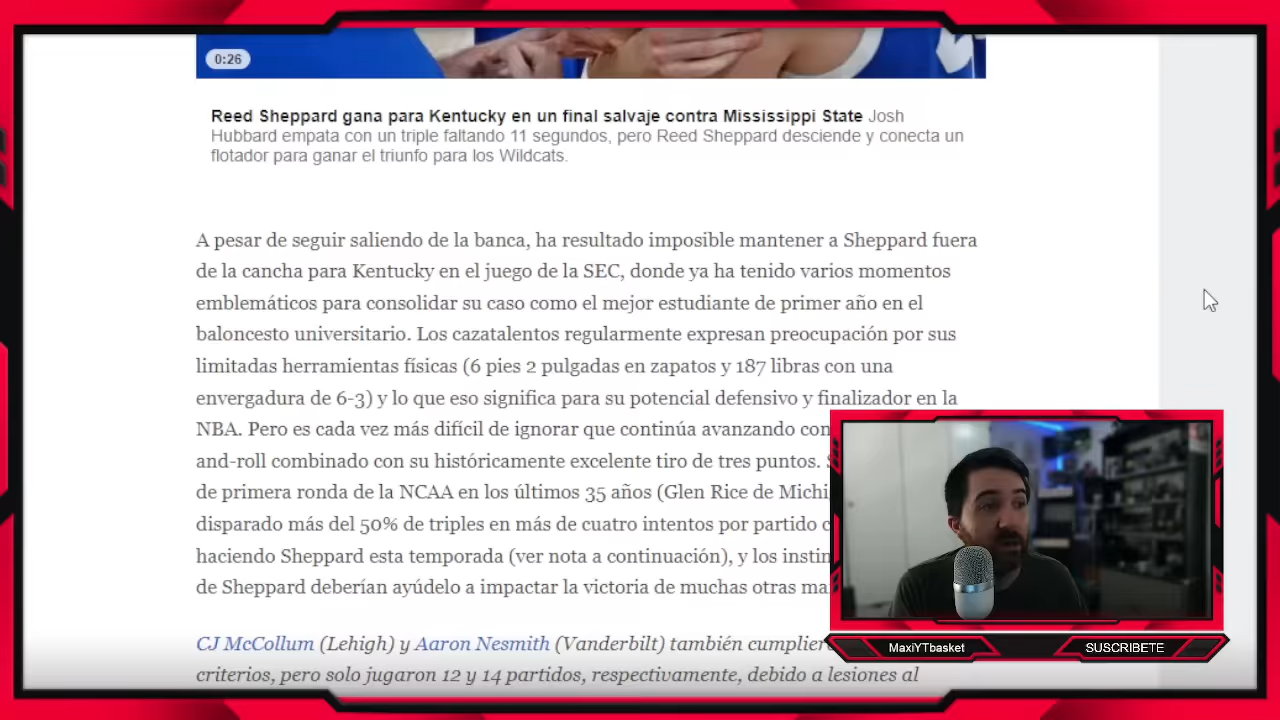 0:26
Reed Sheppard gana para Kentucky en un final salvaje contra Mississippi State Josh
Hubbard empata con un triple faltando 11 segundos, pero Reed Sheppard desciende y conecta un
flotador para ganar el triunfo para los Wildcats.
A pesar de seguir saliendo de la banca, ha resultado imposible mantener a Sheppard fuera
de la cancha para Kentucky en el juego de la SEC, donde ya ha tenido varios momentos
emblemáticos para consolidar su caso como el mejor estudiante de primer año en el
baloncesto universitario. Los cazatalentos regularmente expresan preocupación por sus
limitadas herramientas físicas (6 pies 2 pulgadas en zapatos y 187 libras con una
envergadura de 6-3) y lo que eso significa para su potencial defensivo y finalizador en la
NBA. Pero es cada vez más difícil de ignorar que continúa avanzando
and-roll combinado con su históricamente excelente tiro de tres puntos.
de primera ronda de la NCAA en los últimos 35 años (Glen Rice de
disparado más del 50% de triples en más de cuatro intentos por partido
haciendo Sheppard esta temporada (ver nota a continuación), y los
de Sheppard deberían ayúdelo a impactar la victoria de muchas otras
CJ McCollum (Lehigh) y Aaron Nesmith (Vanderbilt) también
criterios, pero solo jugaron 12 y 14 partidos, respectivamente, debido a lesiones al
MaxiYTbasket
SUSCRIBETE